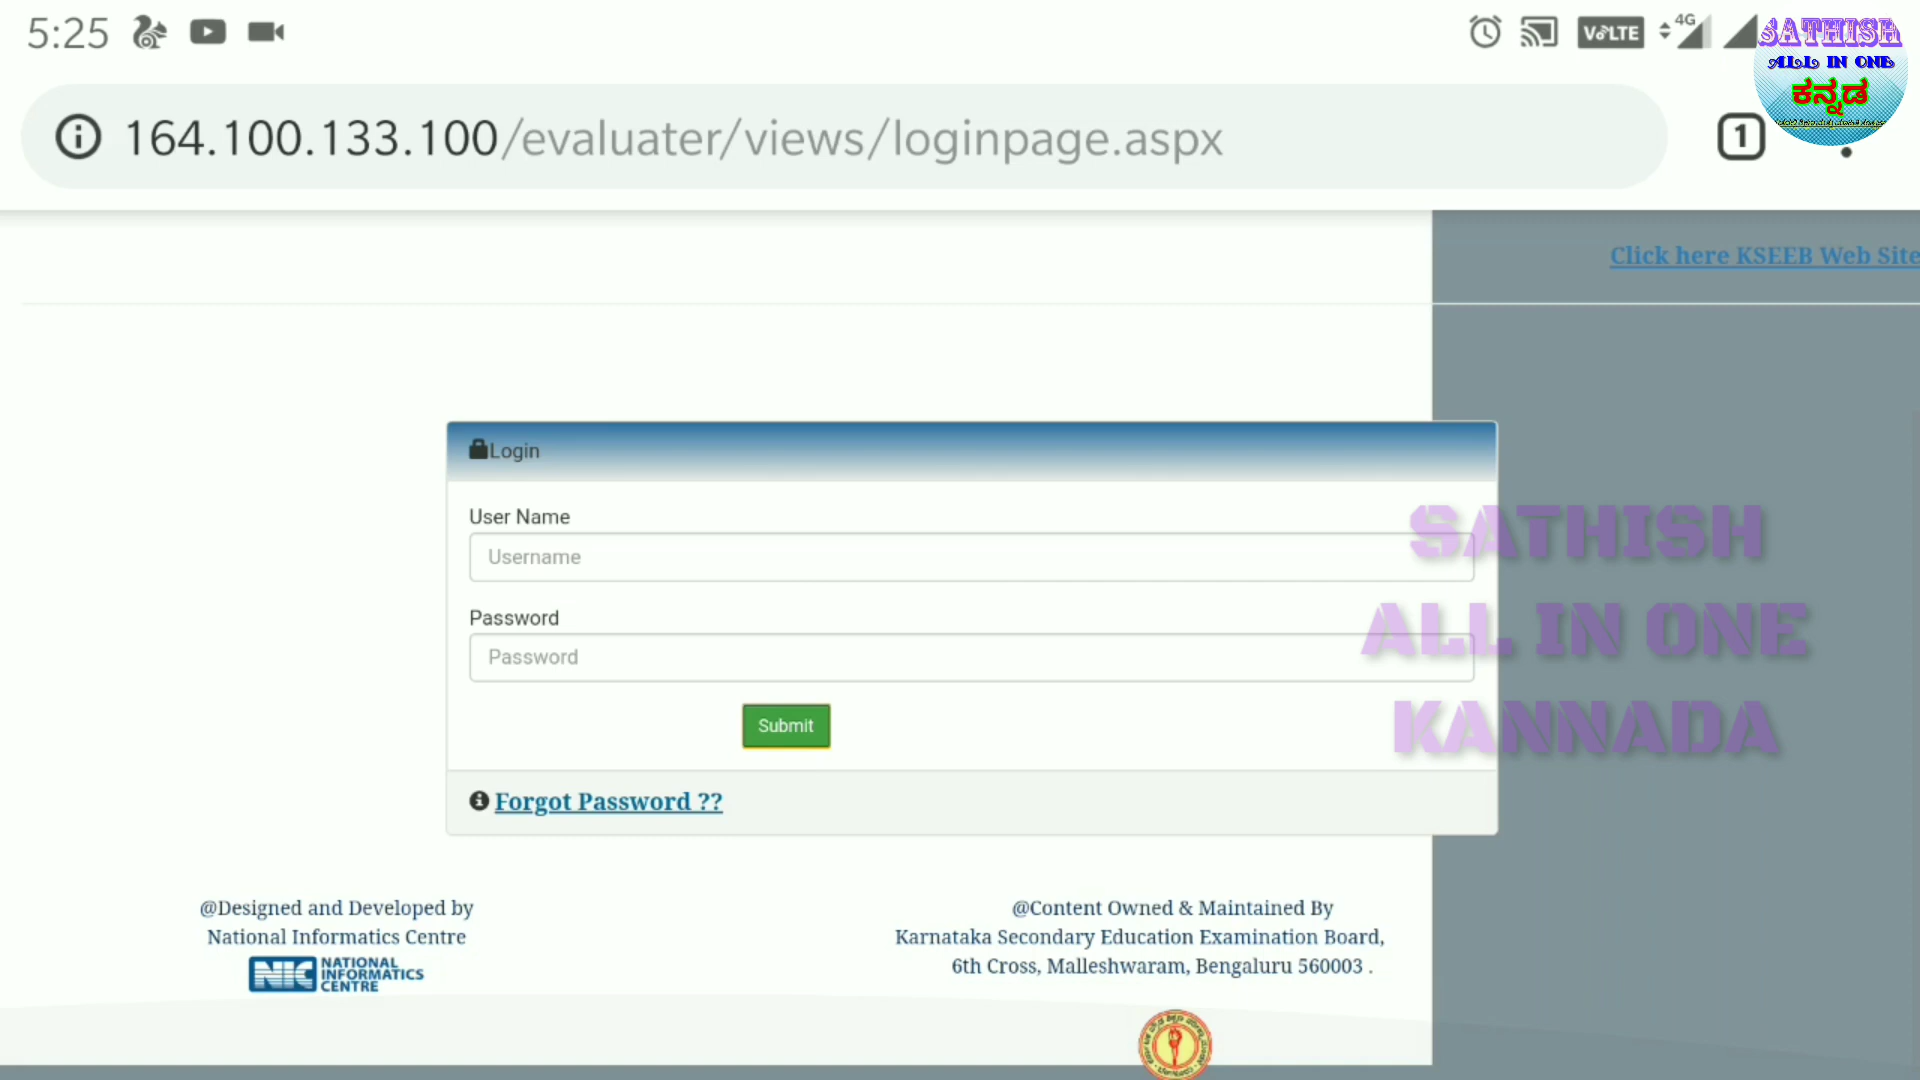 5:25
VoLTE 4G
SATHISH
ALL IN ONE
ಕನ್ನಡ
164.100.133.100/evaluater/views/loginpage.aspx
1
Click here KSEEB Web Site
Login
User Name
Username
Password
Password
Submit
Forgot Password ??
SATHISH
ALL IN ONE
KANNADA
@Designed and Developed by
National Informatics Centre
NIC NATIONAL
INFORMATICS
CENTRE
@Content Owned & Maintained By
Karnataka Secondary Education Examination Board,
6th Cross, Malleshwaram, Bengaluru 560003 .